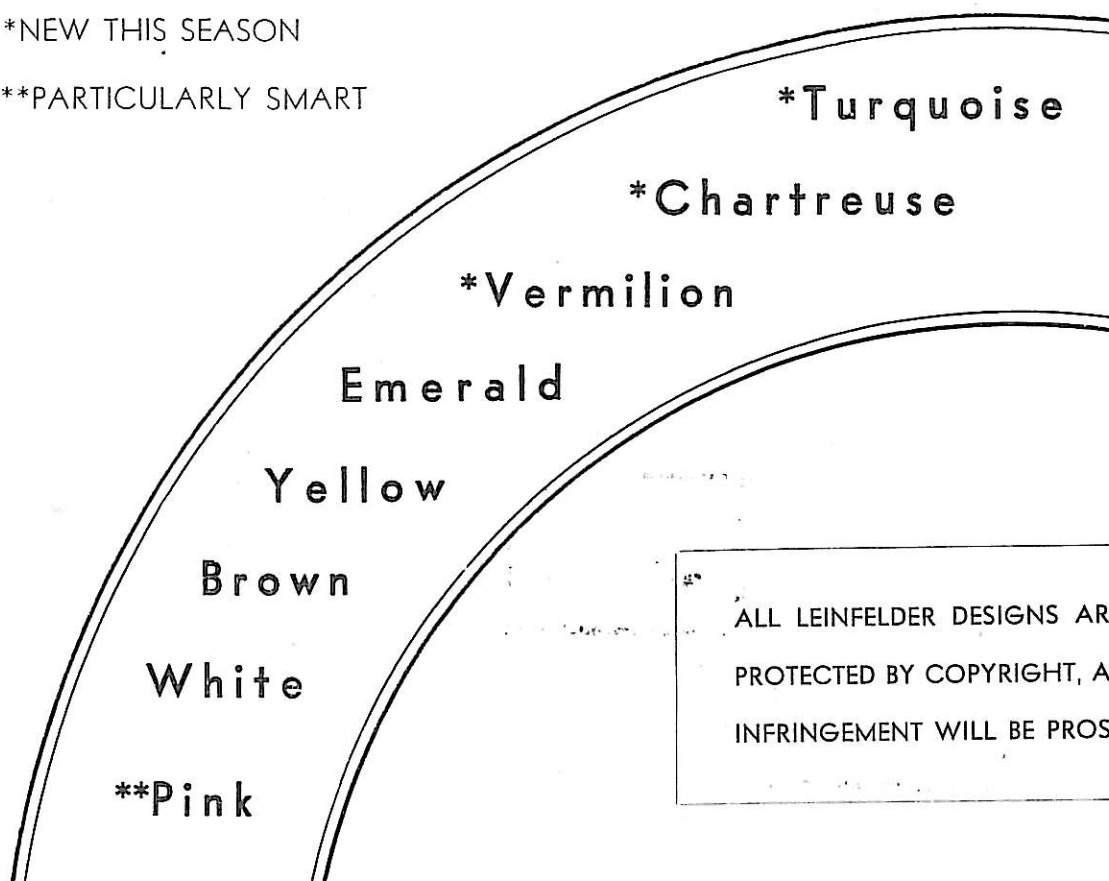 *NEW THIS SEASON
**PARTICULARLY SMART
*Turquoise
*Chartreuse
*Vermilion
Emerald
Yellow
Brown
White
**Pink
ALL LEINFELDER DESIGNS AR
PROTECTED BY COPYRIGHT, A
INFRINGEMENT WILL BE PROS